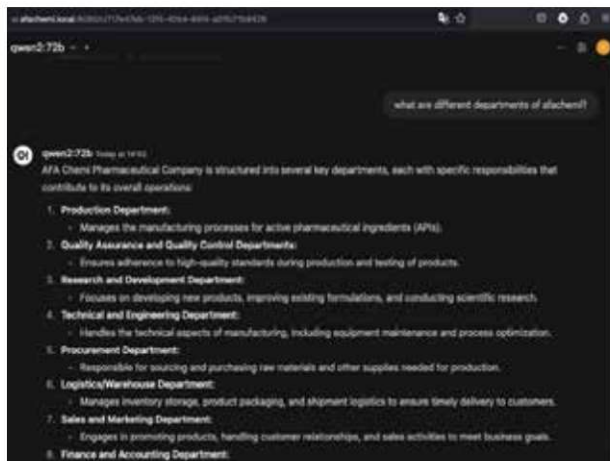 qwen2:72b
what are different departments of afachemi?
OI qwen2:72b Today at 14:02
AFA Chemi Pharmaceutical Company is structured into several key departments, each with specific responsibilities that
contribute to its overall operations:
1. Production Department:
Manages the manufacturing processes for active pharmaceutical ingredients (APIs).
2. Quality Assurance and Quality Control Departments:
Ensures adherence to high-quality standards during production and testing of products.
3. Research and Development Department:
Focuses on developing new products, improving existing formulations, and conducting scientific research.
4. Technical and Engineering Department:
Handles the technical aspects of manufacturing, including equipment maintenance and process optimization.
5. Procurement Department:
Responsible for sourcing and purchasing raw materials and other supplies needed for production.
6. Logistics/Warehouse Department:
Manages inventory storage, product packaging, and shipment logistics to ensure timely delivery to customers.
7. Sales and Marketing Department:
Engages in promoting products, handling customer relationships, and sales activities to meet business goals.
8. Finance and Accounting Department: